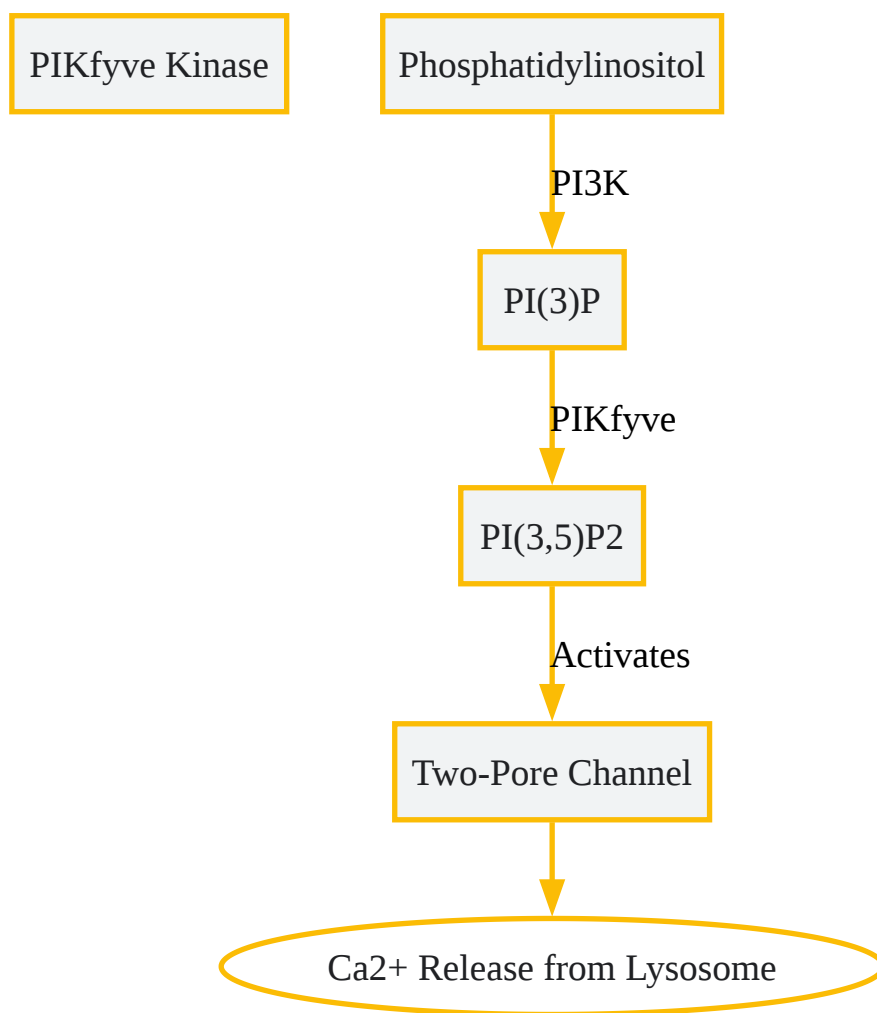 PIKfyve Kinase
Phosphatidylinositol
PI3K
PI(3)P
PIKfyve
PI(3,5)P2
Activates
Two-Pore Channel
Ca2+ Release from Lysosome